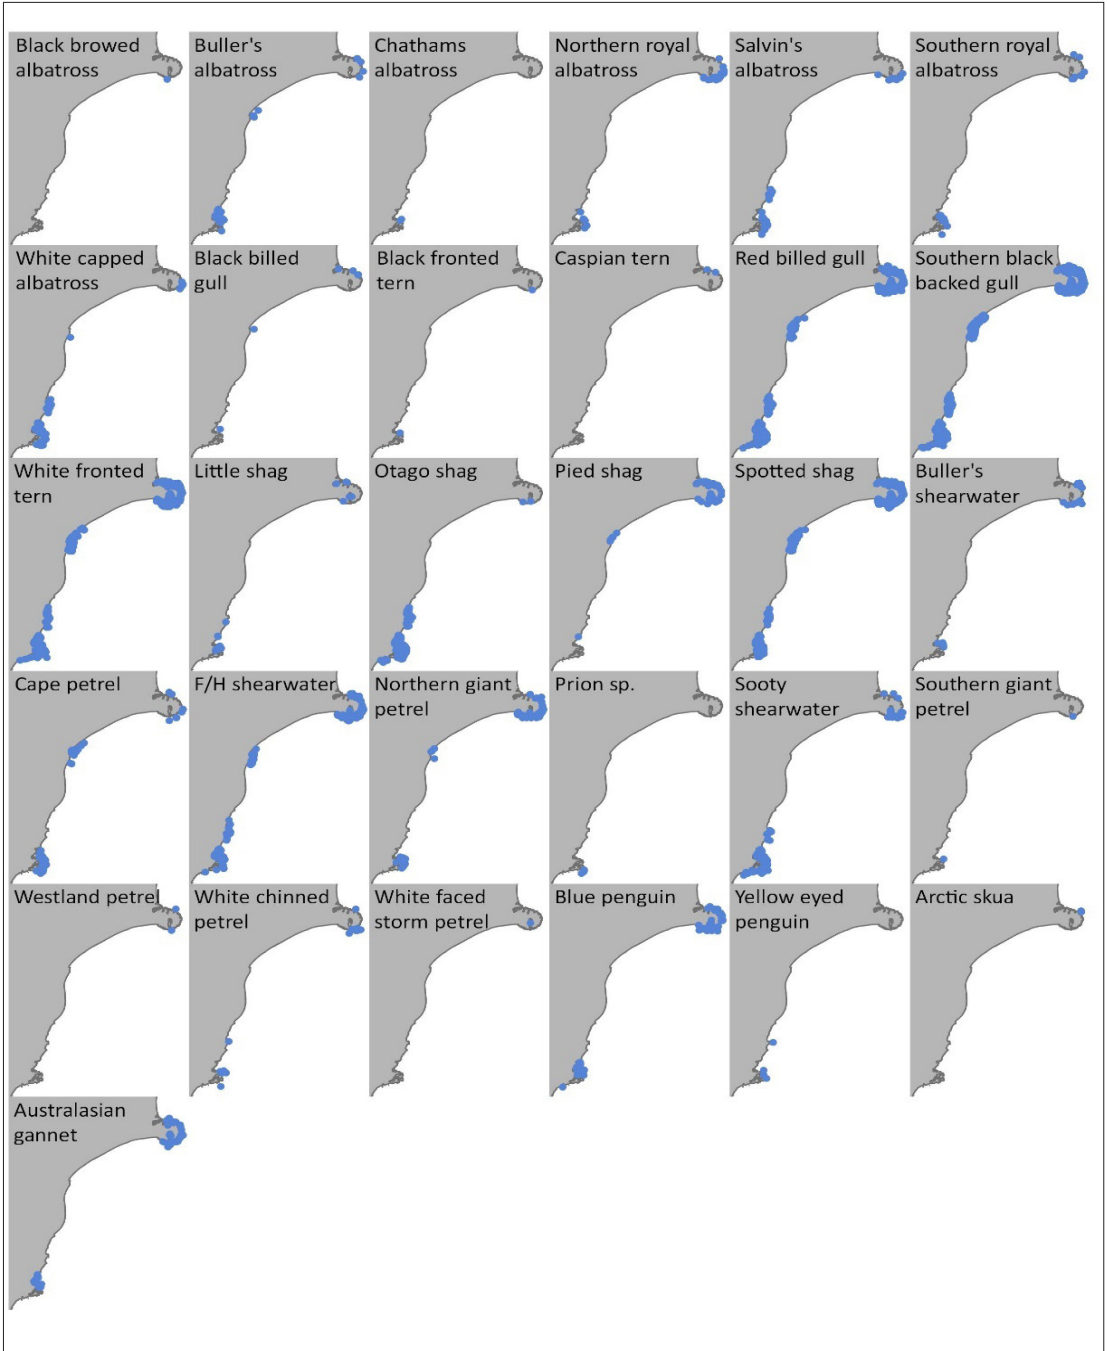 Black browed
albatross
Buller's
albatross
Chathams
albatross
Northern royal
albatross
Salvin's
albatross
Southern royal
albatross
White capped
albatross
Black billed
gull
Black fronted
tern
Caspian tern
Red billed gull
Southern black
backed gull
White fronted
tern
Little shag
Otago shag
Pied shag
Spotted shag
Buller's
shearwater
Cape petrel
F/H shearwater
Northern giant
petrel
Prion sp.
Sooty
shearwater
Southern giant
petrel
Westland petrel
White chinned
petrel
White faced
storm petrel
Blue penguin
Yellow eyed
penguin
Arctic skua
Australasian
gannet